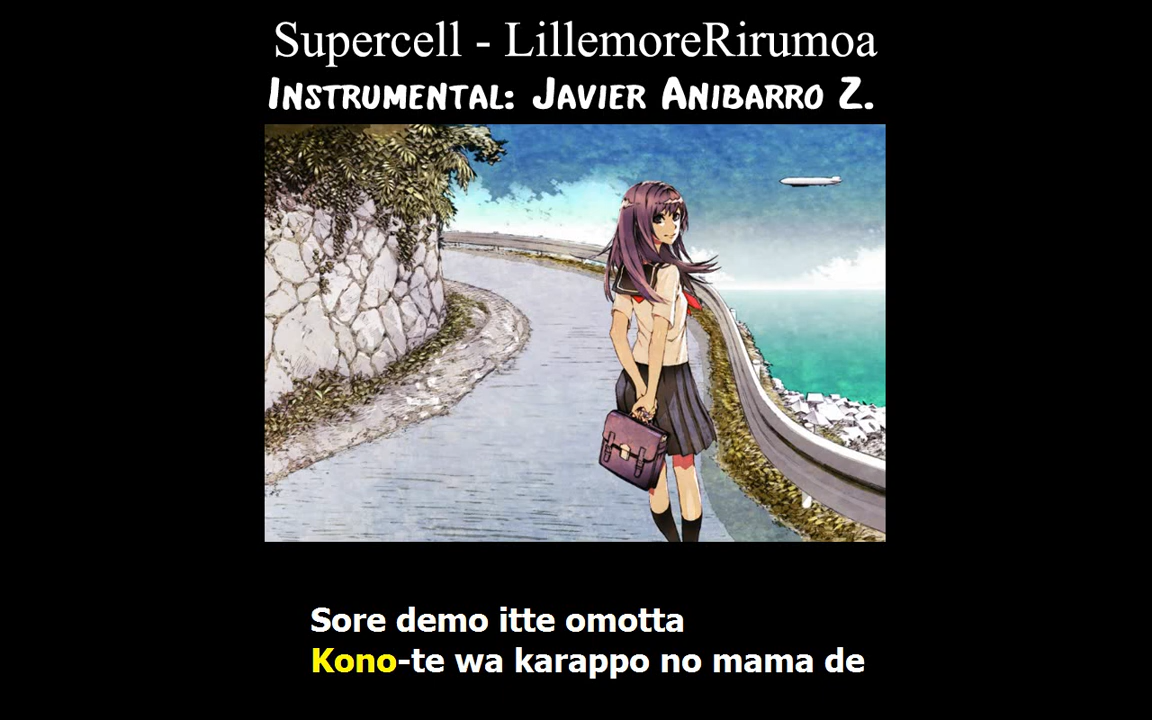 Supercell - LillemoreRirumoa
Instrumental: Javier Anibarro Z.
Sore demo itte omotta
Kono-te wa karappo no mama de